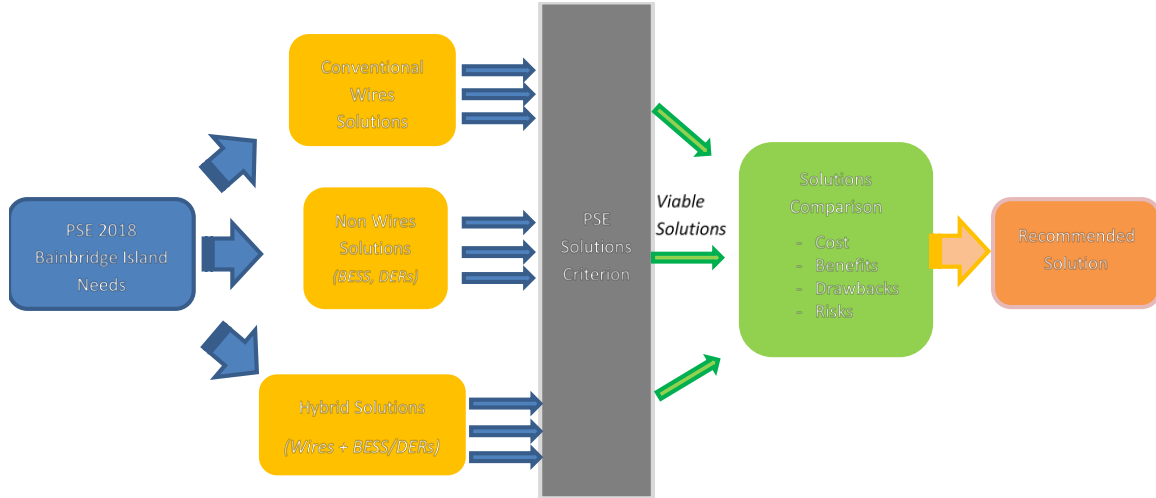 PSE 2018
Bainbridge Island
Needs
Conventional
Wires
Solutions
Non Wires
Solutions
(BESS, DERs)
Hybrid Solutions
(Wires + BESS/DERs)
PSE
Solutions
Criterion
Viable
Solutions
Solutions
Comparison
- Cost
- Benefits
- Drawbacks
- Risks
Recommended
Solution